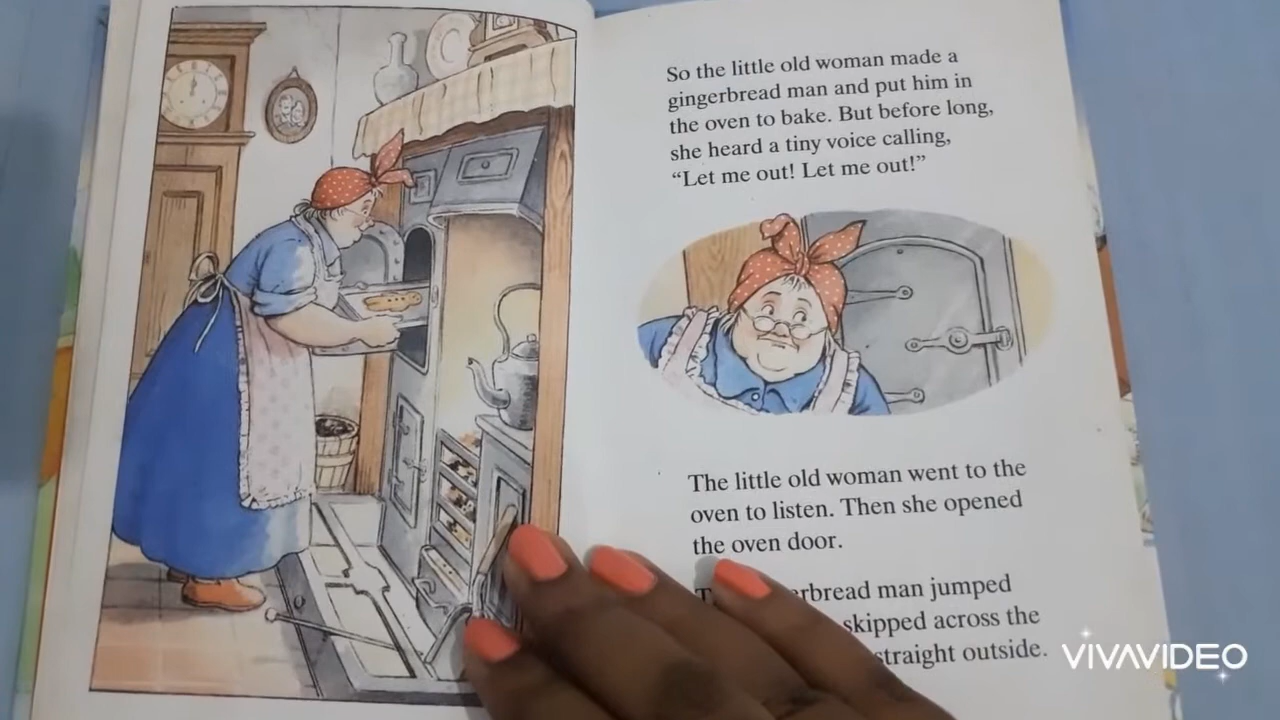 So the little old woman made a
gingerbread man and put him in
the oven to bake. But before long,
she heard a tiny voice calling,
“Let me out! Let me out!”
The little old woman went to the
oven to listen. Then she opened
the oven door.
man jumped
skipped across the
straight outside.
VIVAVIDEO